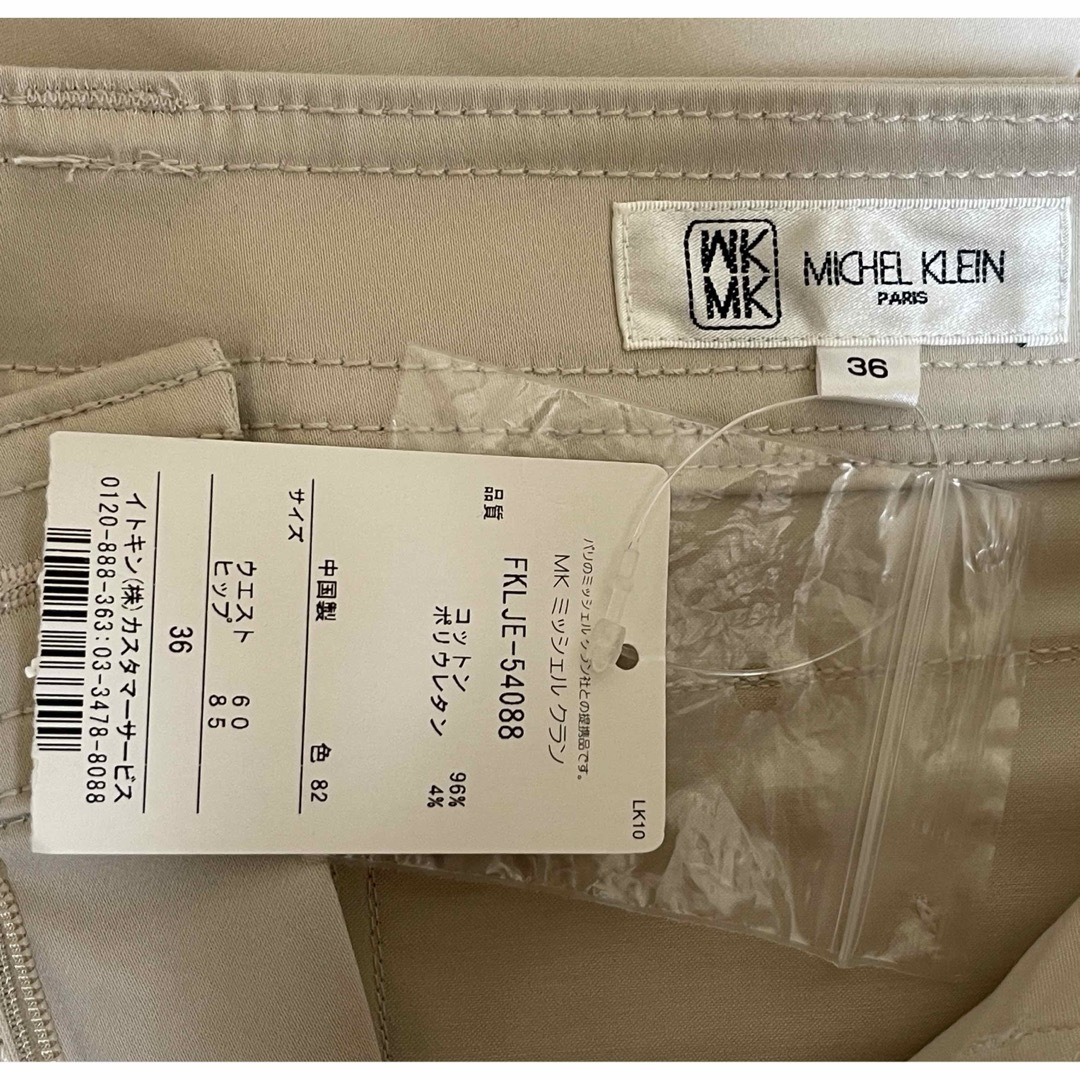 MK
MK
MICHEL KLEIN
PARIS
36
LK10
パリのミッシェル クラン社との提携品です。
MK ミッシェル クラン
FKLJE-54088
品質
コットン 96%
ポリウレタン 4%
中国製 色 82
サイズ
ウエスト 60
ヒップ 85
36
イトキン(株)カスタマーサービス
0120-888-363:03-3478-8088